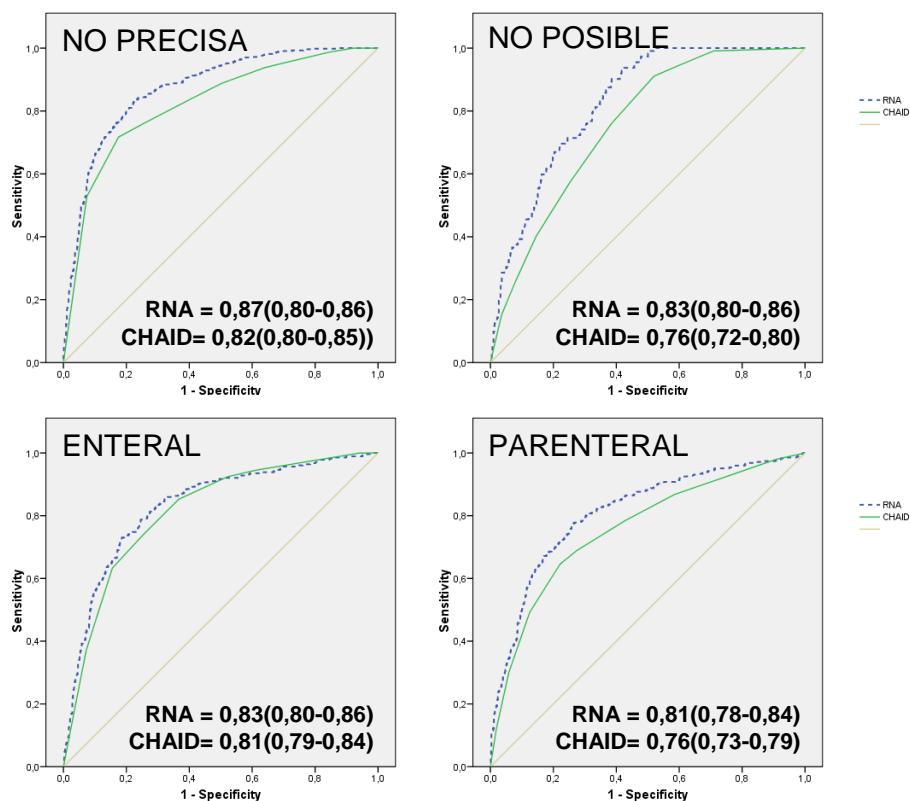 NO PRECISA
1,0
0,8
0,6
0,4
0,2
0,0
Sensitivity
RNA = 0,87(0,80-0,86)
CHAID= 0,82(0,80-0,85))
0,0 0,2 0,4 0,6 0,8 1,0
1 - Specificity
NO POSIBLE
1,0
0,8
0,6
0,4
0,2
0,0
Sensitivity
RNA = 0,83(0,80-0,86)
CHAID= 0,76(0,72-0,80)
0,0 0,2 0,4 0,6 0,8 1,0
1 - Specificity
RNA
CHAID
ENTERAL
1,0
0,8
0,6
0,4
0,2
0,0
Sensitivity
RNA = 0,83(0,80-0,86)
CHAID= 0,81(0,79-0,84)
0,0 0,2 0,4 0,6 0,8 1,0
1 - Specificity
PARENTERAL
1,0
0,8
0,6
0,4
0,2
0,0
Sensitivity
RNA = 0,81(0,78-0,84)
CHAID= 0,76(0,73-0,79)
0,0 0,2 0,4 0,6 0,8 1,0
1 - Specificity
RNA
CHAID